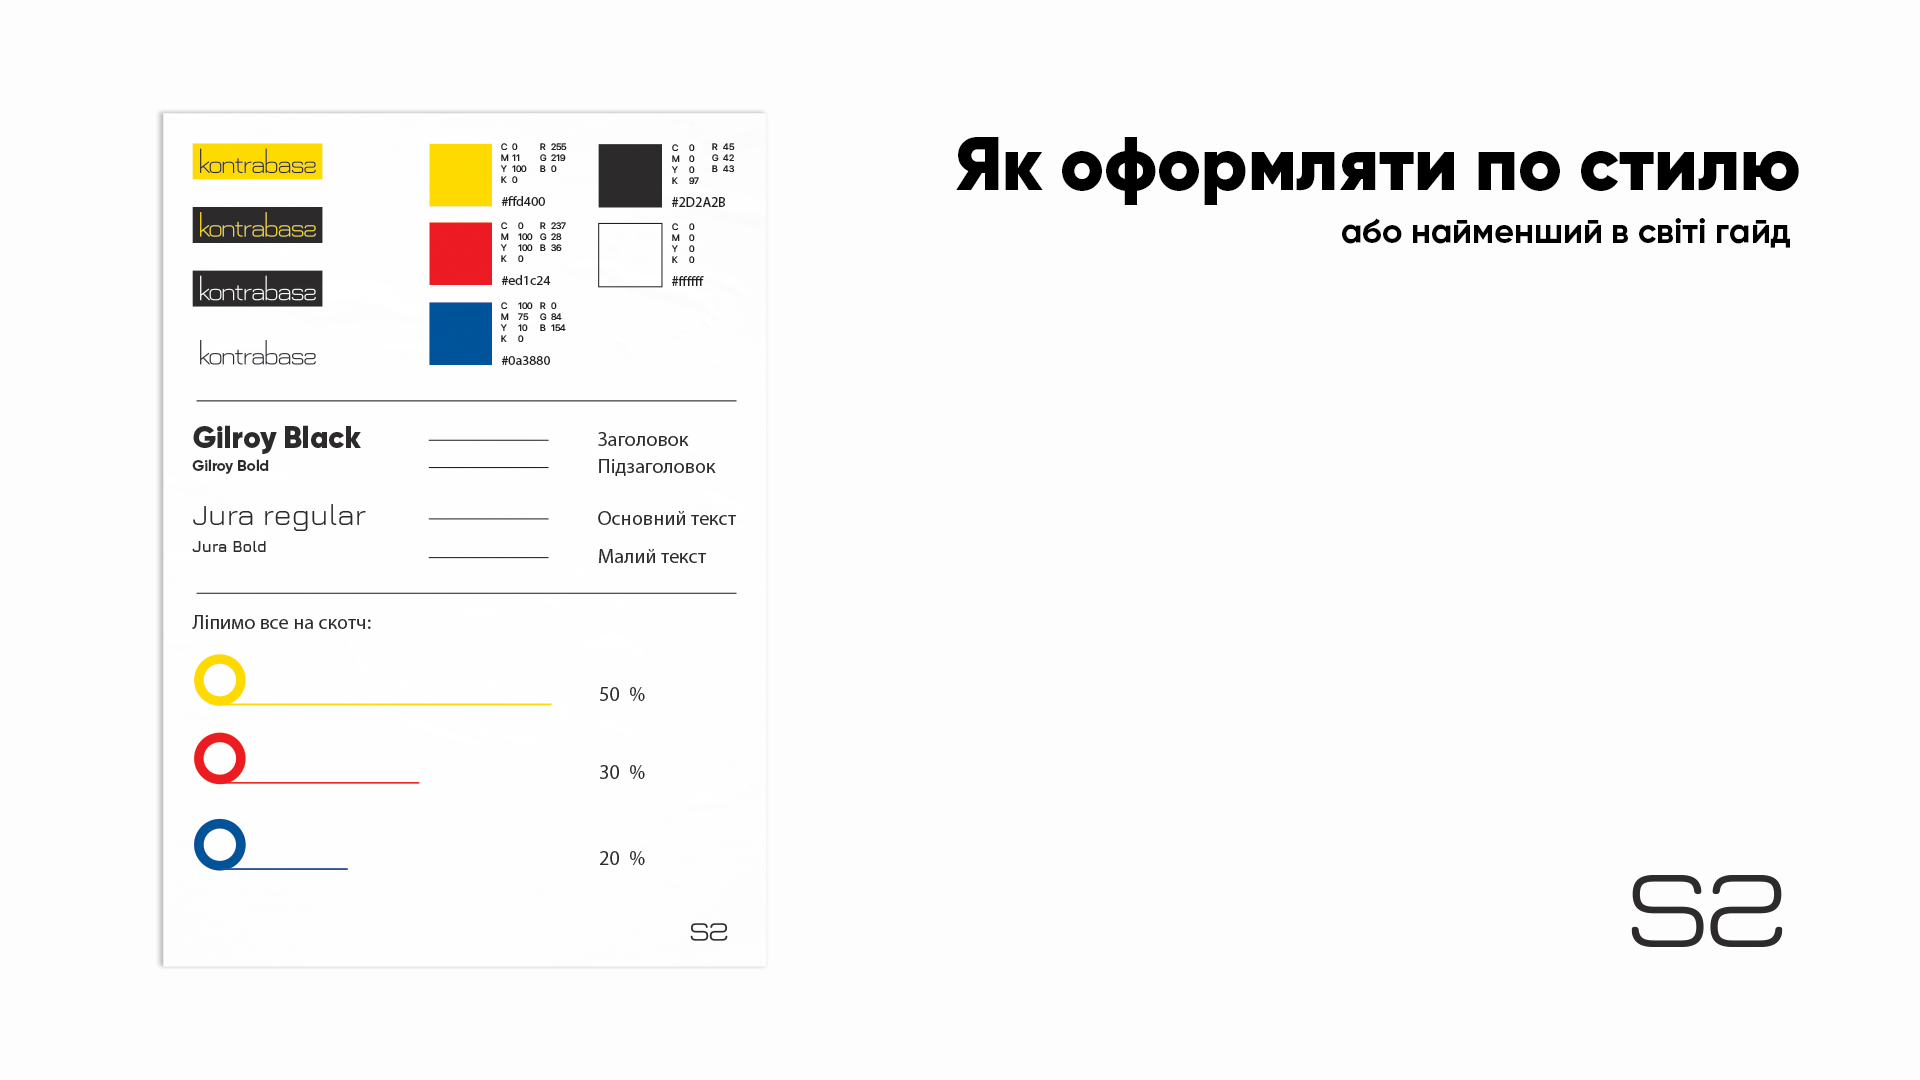 kontrabass
kontrabass
kontrabass
kontrabass
C 0 R 255
M 11 G 219
Y 100 B 0
K 0
#ffd400
C 0 R 45
M 0 G 42
Y 0 B 43
K 97
#2D2A2B
C 0 R 237
M 100 G 28
Y 100 B 36
K 0
#ed1c24
C 0
M 0
Y 0
K 0
#ffffff
C 100 R 0
M 75 G 84
Y 10 B 154
K 0
#0a3880
Gilroy Black Заголовок
Gilroy Bold Підзаголовок
Jura regular Основний текст
Jura Bold Малий текст
Ліпимо все на скотч:
50 %
30 %
20 %
SS
Як оформляти по стилю
або найменший в світі гайд
SS